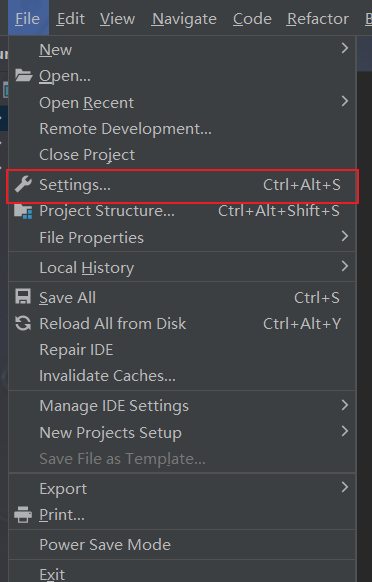 File Edit View Navigate Code Refactor
New
Open...
Open Recent
Remote Development...
Close Project
Settings... Ctrl+Alt+S
Project Structure... Ctrl+Alt+Shift+S
File Properties
Local History
Save All Ctrl+S
Reload All from Disk Ctrl+Alt+Y
Repair IDE
Invalidate Caches...
Manage IDE Settings
New Projects Setup
Save File as Template...
Export
Print...
Power Save Mode
Exit